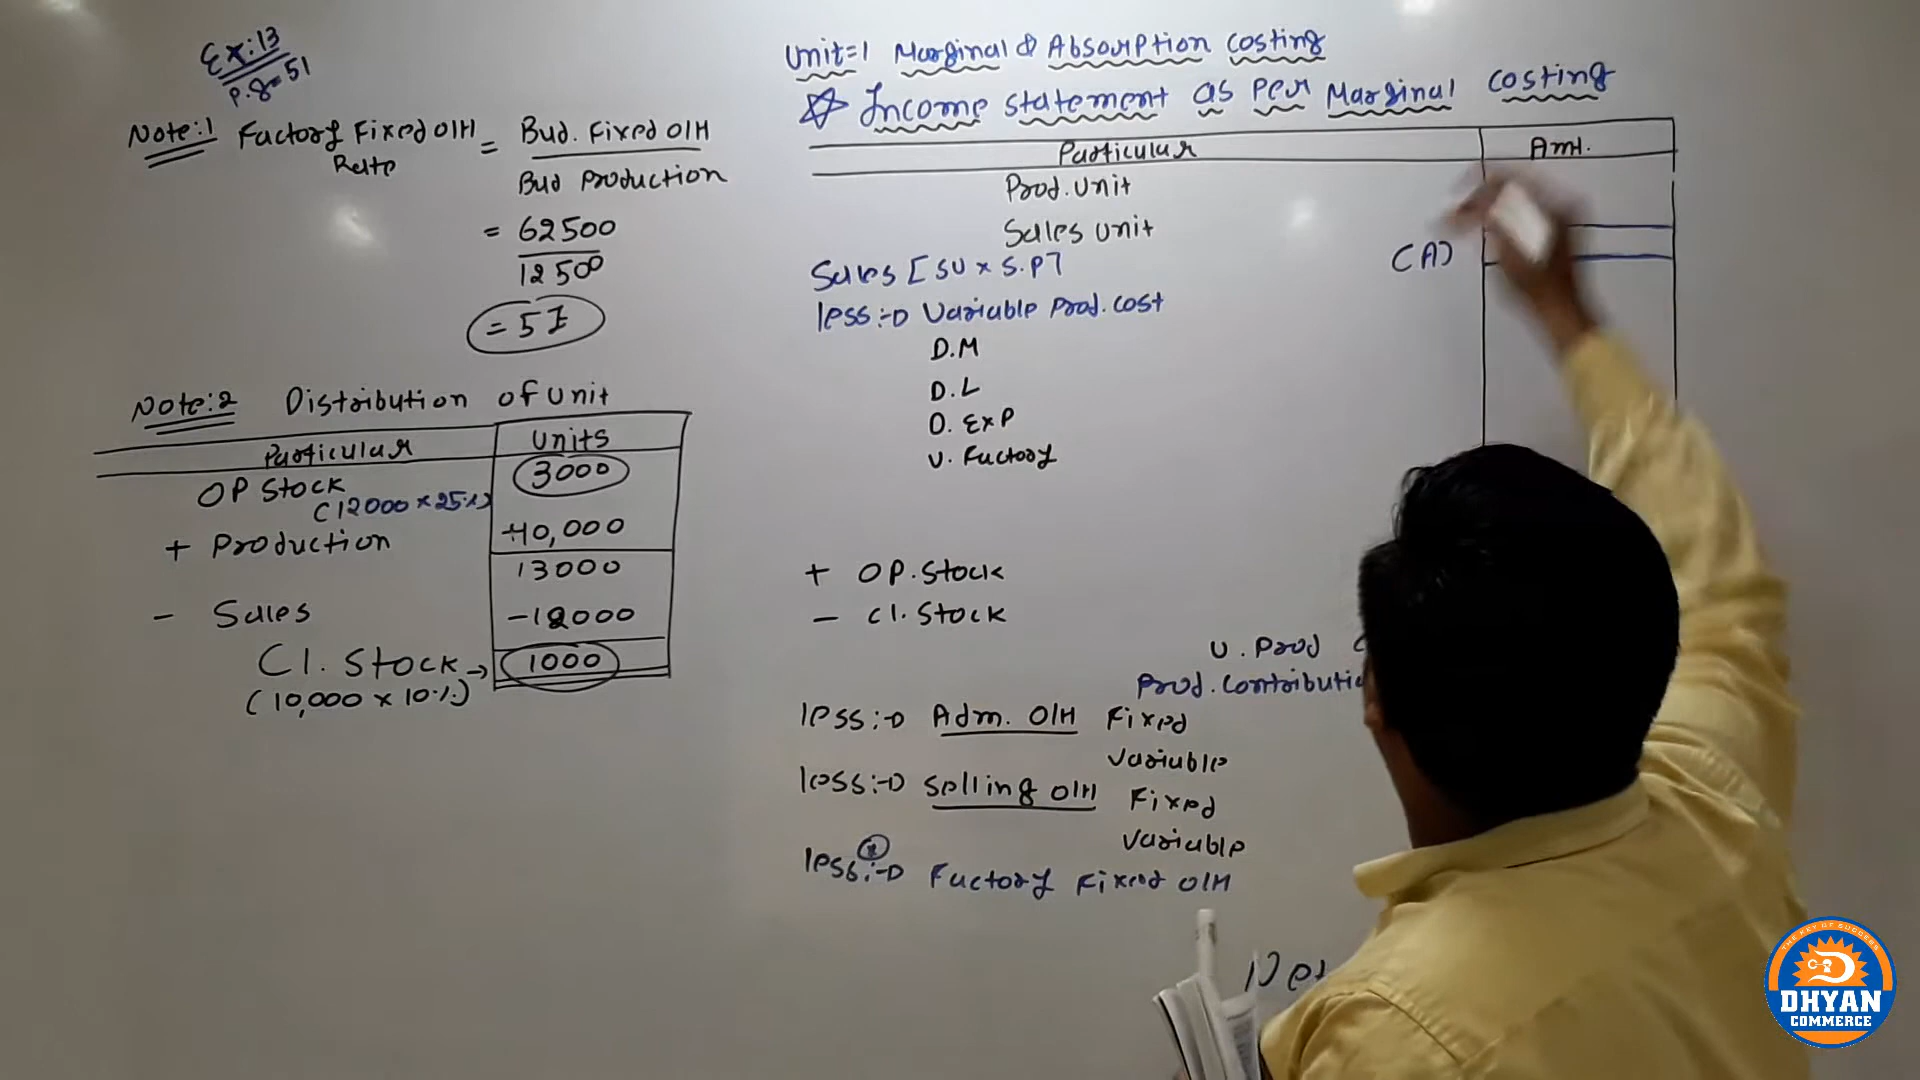 Ex:13
P.g=51
Note:1 Factory Fixed O/H Rate = Bud. Fixed O/H
Bud Production
= 62500
12500
= 5₹
Note:2 Distribution of Unit
Particular Units
OP Stock 3000
(12000 × 25%)
+ Production +10,000
13000
- Sales -12000
Cl. Stock → 1000
(10,000 × 10%)
Unit=1 Marginal & Absorption Costing
☆ Income Statement as per Marginal Costing
Particular Amt.
Prod. Unit
Sales Unit
Sales [SU × S.P] (A)
less:-> Variable Prod. Cost
D.M
D.L
D. Exp
V. Factory
+ OP. Stock
- Cl. Stock
V. Prod
Prod. Contributi
less:-> Adm. O/H Fixed
Variable
less:-> Selling O/H Fixed
Variable
less:-> Factory Fixed O/H
THE KEY OF SUCCESS
DHYAN
COMMERCE